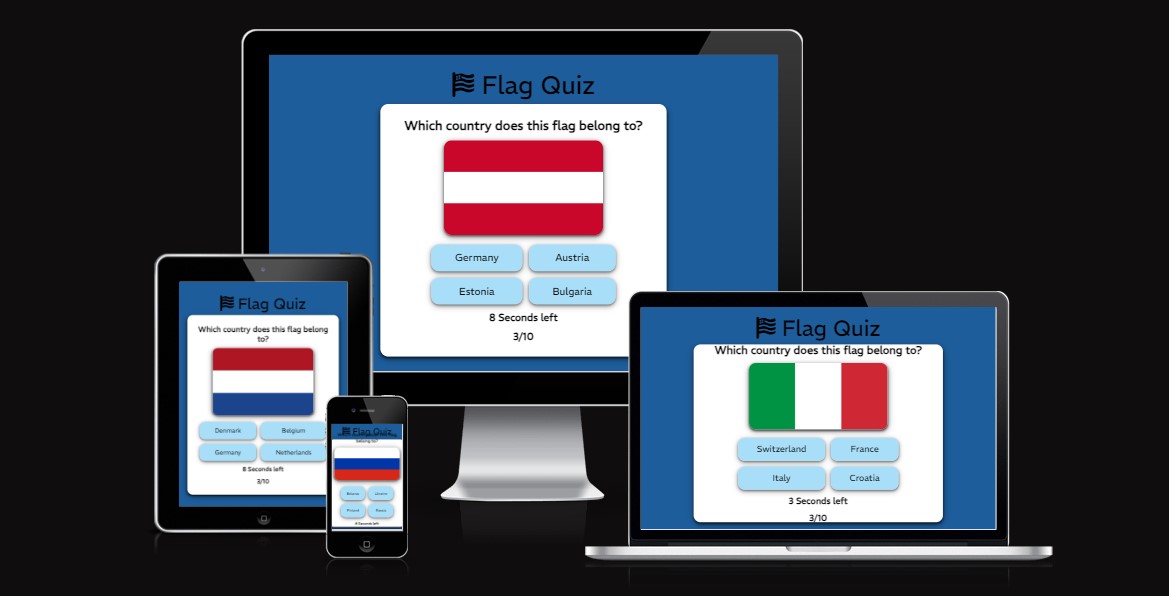 Flag Quiz
Which country does this flag belong to?
Germany
Austria
Estonia
Bulgaria
8 Seconds left
3/10
Flag Quiz
Which country does this flag belong
to?
Denmark
Belgium
Germany
Netherlands
8 Seconds left
3/10
Flag Quiz
belong to?
Belarus
Ukraine
Finland
Russia
Seconds left
Flag Quiz
Which country does this flag belong to?
Switzerland
France
Italy
Croatia
3 Seconds left
3/10